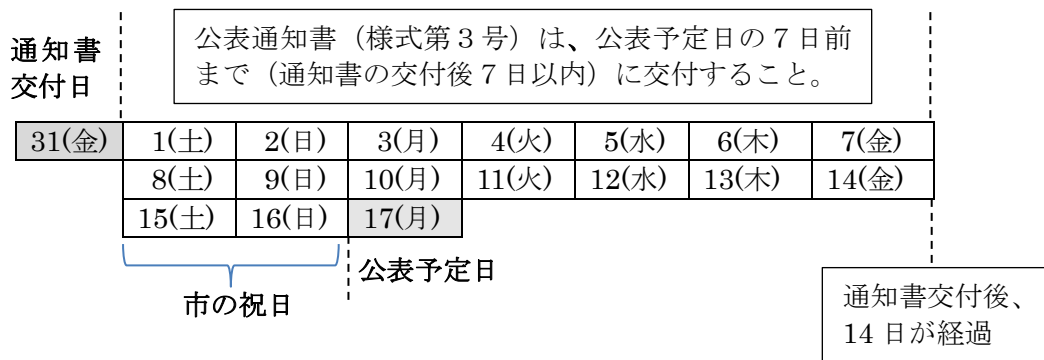 通知書
交付日
公表通知書（様式第３号）は、公表予定日の７日前
まで（通知書の交付後７日以内）に交付すること。
31(金) 1(土) 2(日) 3(月) 4(火) 5(水) 6(木) 7(金)
8(土) 9(日) 10(月) 11(火) 12(水) 13(木) 14(金)
15(土) 16(日) 17(月)
市の祝日
公表予定日
通知書交付後、
14 日が経過